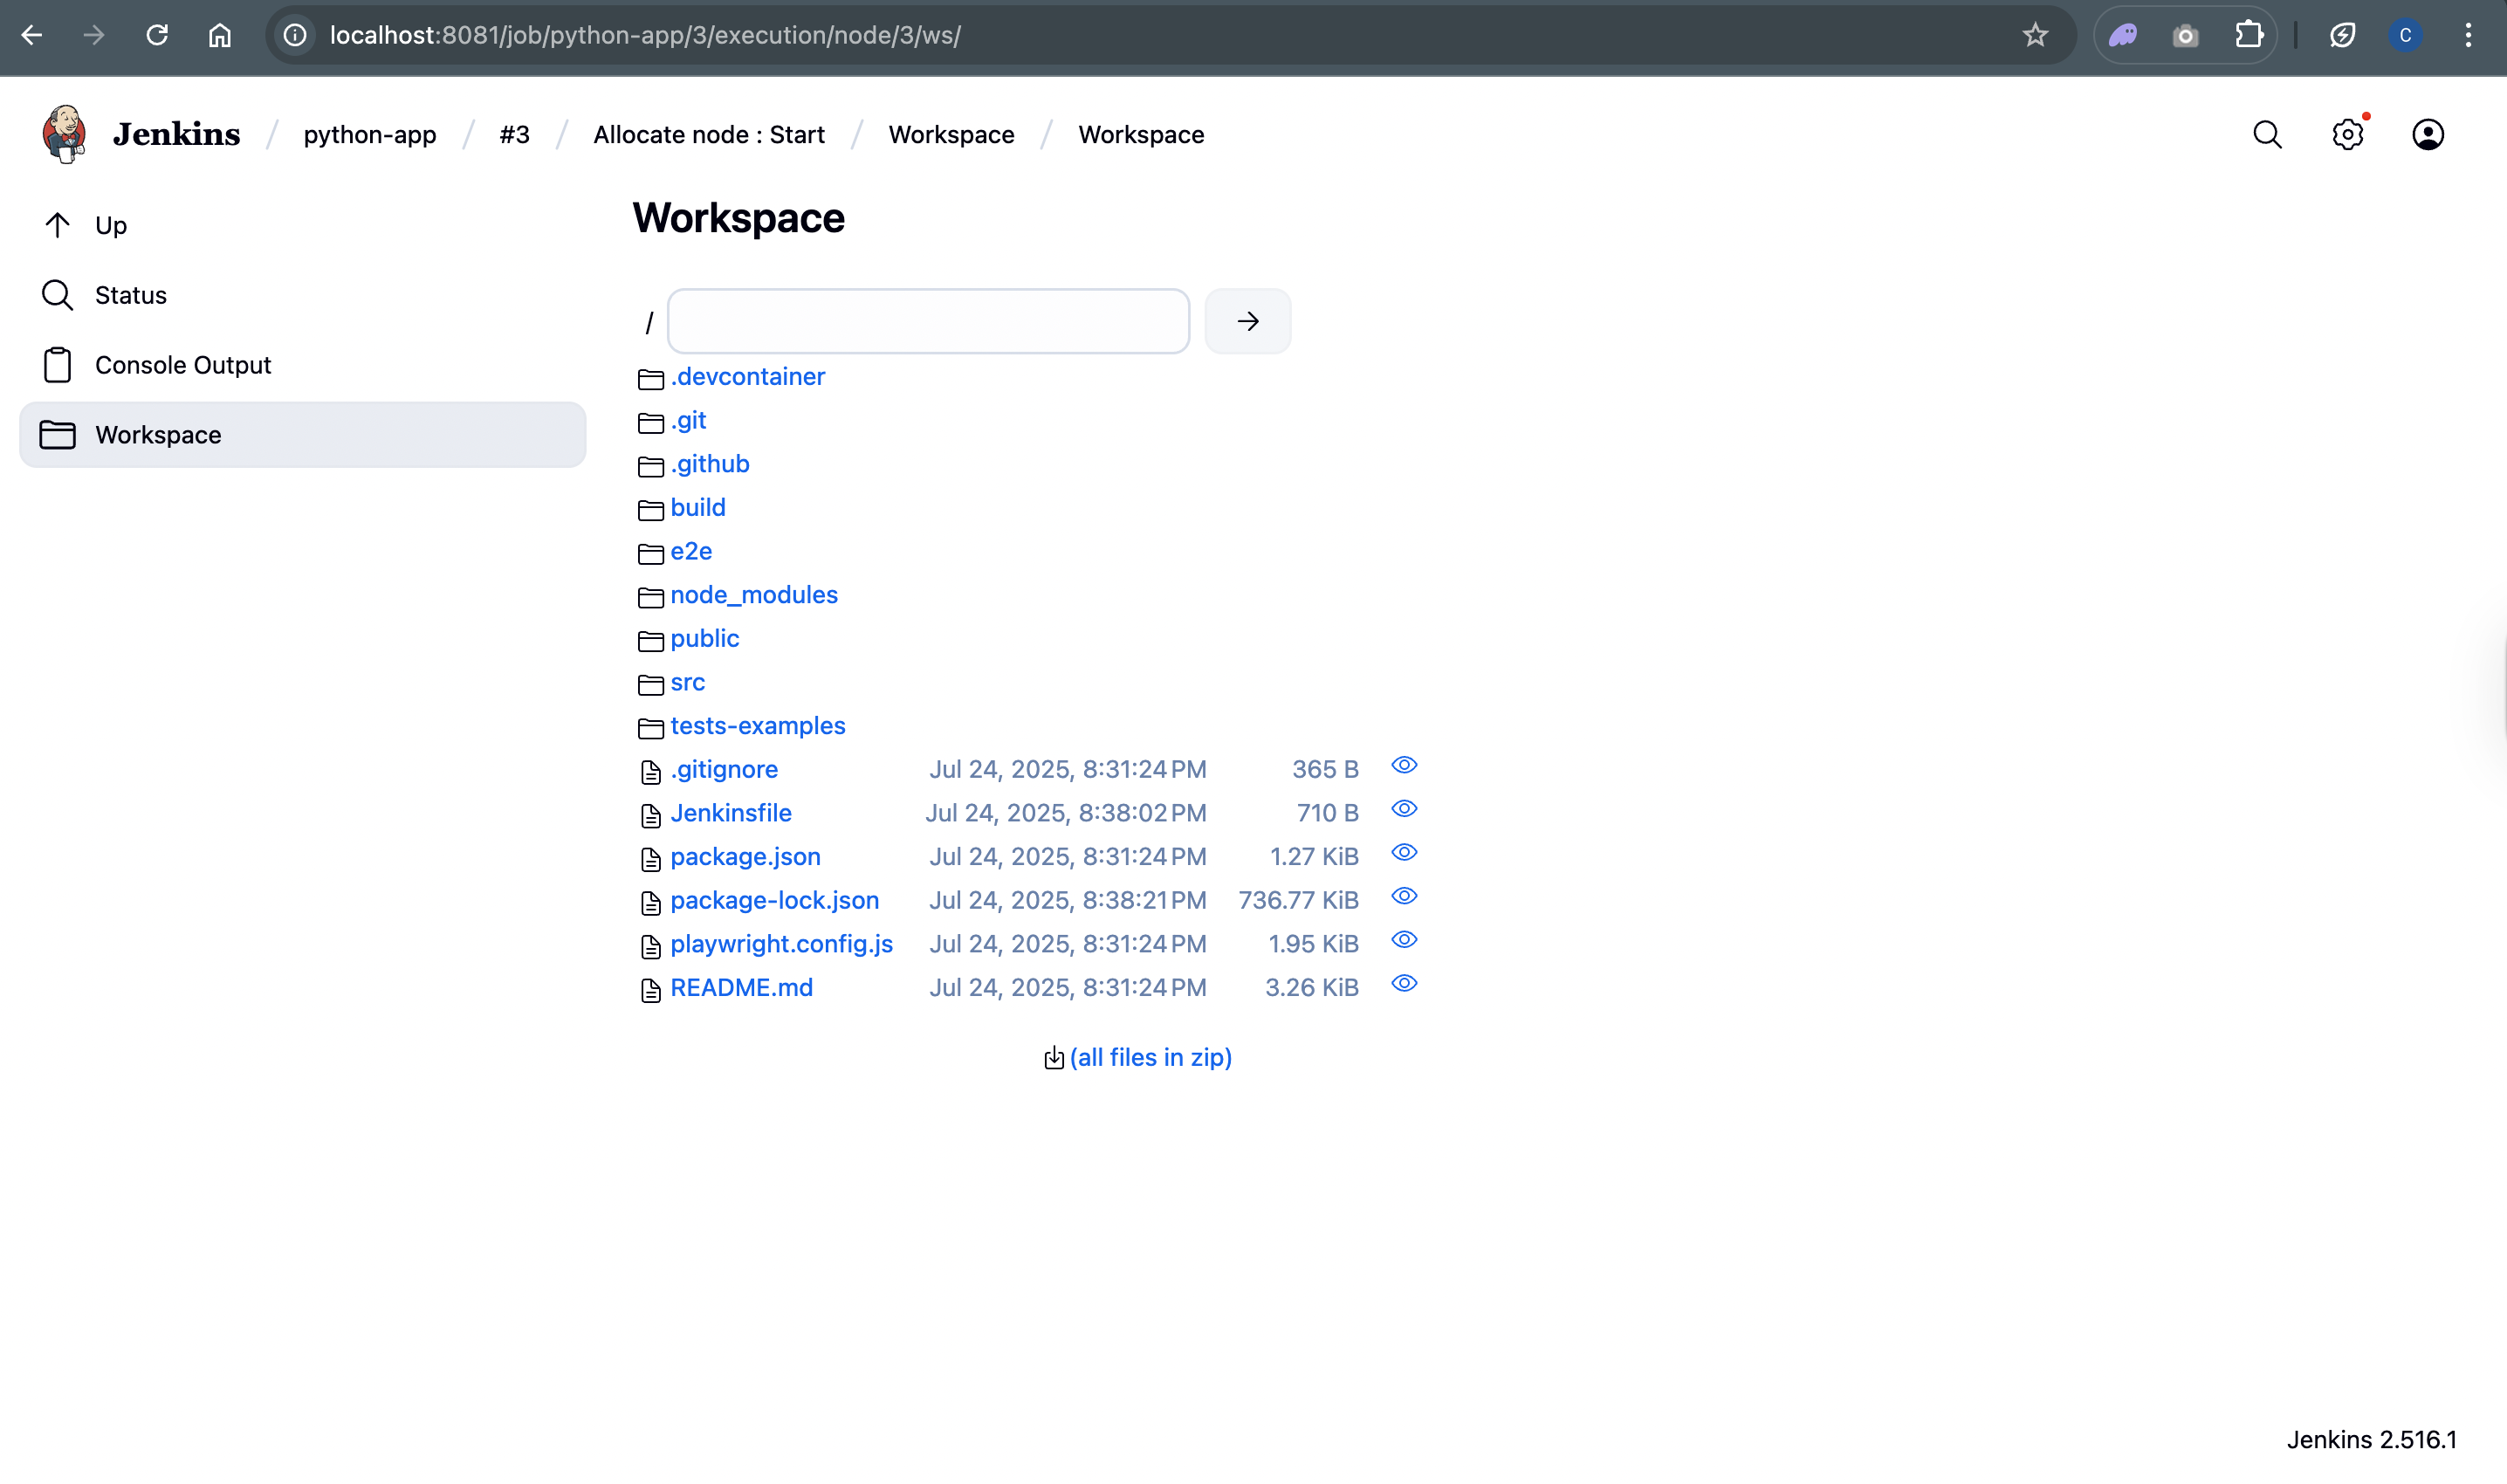 localhost:8081/job/python-app/3/execution/node/3/ws/
C
Jenkins / python-app / #3 / Allocate node : Start / Workspace / Workspace
Up
Status
Console Output
Workspace
Workspace
/
.devcontainer
.git
.github
build
e2e
node_modules
public
src
tests-examples
.gitignore Jul 24, 2025, 8:31:24 PM 365 B
Jenkinsfile Jul 24, 2025, 8:38:02 PM 710 B
package.json Jul 24, 2025, 8:31:24 PM 1.27 KiB
package-lock.json Jul 24, 2025, 8:38:21 PM 736.77 KiB
playwright.config.js Jul 24, 2025, 8:31:24 PM 1.95 KiB
README.md Jul 24, 2025, 8:31:24 PM 3.26 KiB
(all files in zip)
Jenkins 2.516.1